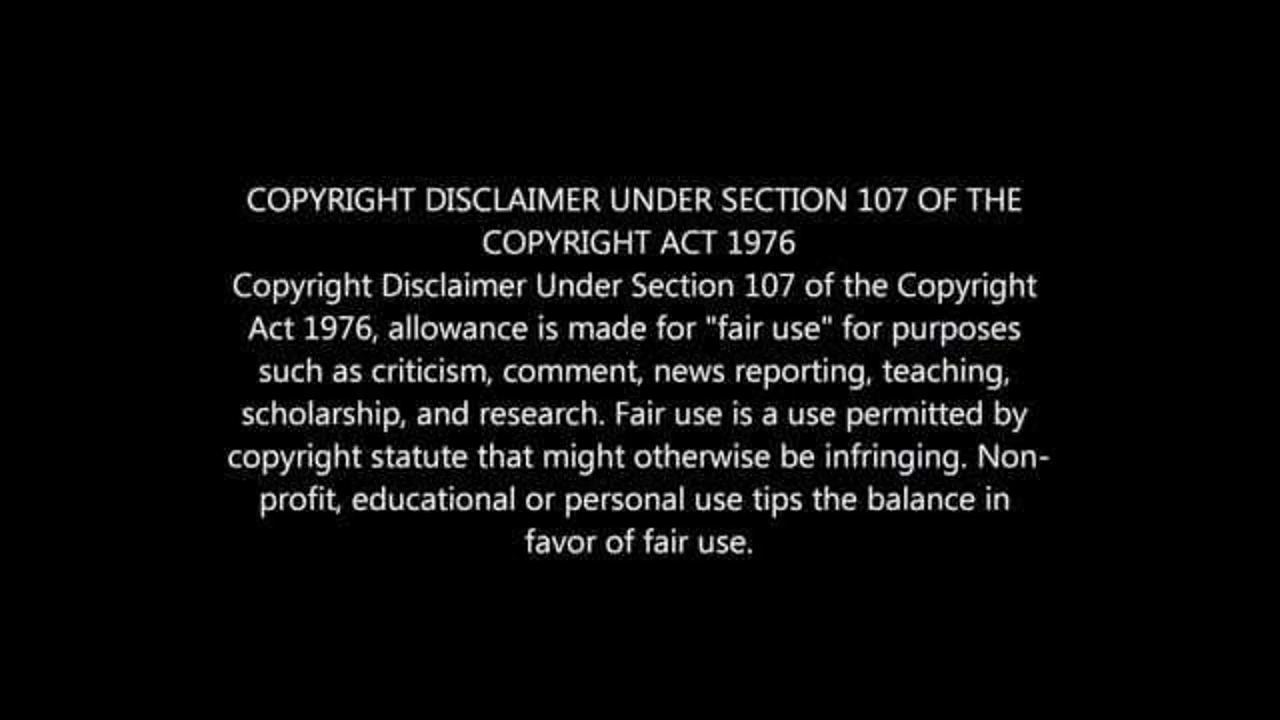 COPYRIGHT DISCLAIMER UNDER SECTION 107 OF THE
COPYRIGHT ACT 1976
Copyright Disclaimer Under Section 107 of the Copyright
Act 1976, allowance is made for "fair use" for purposes
such as criticism, comment, news reporting, teaching,
scholarship, and research. Fair use is a use permitted by
copyright statute that might otherwise be infringing. Non-
profit, educational or personal use tips the balance in
favor of fair use.